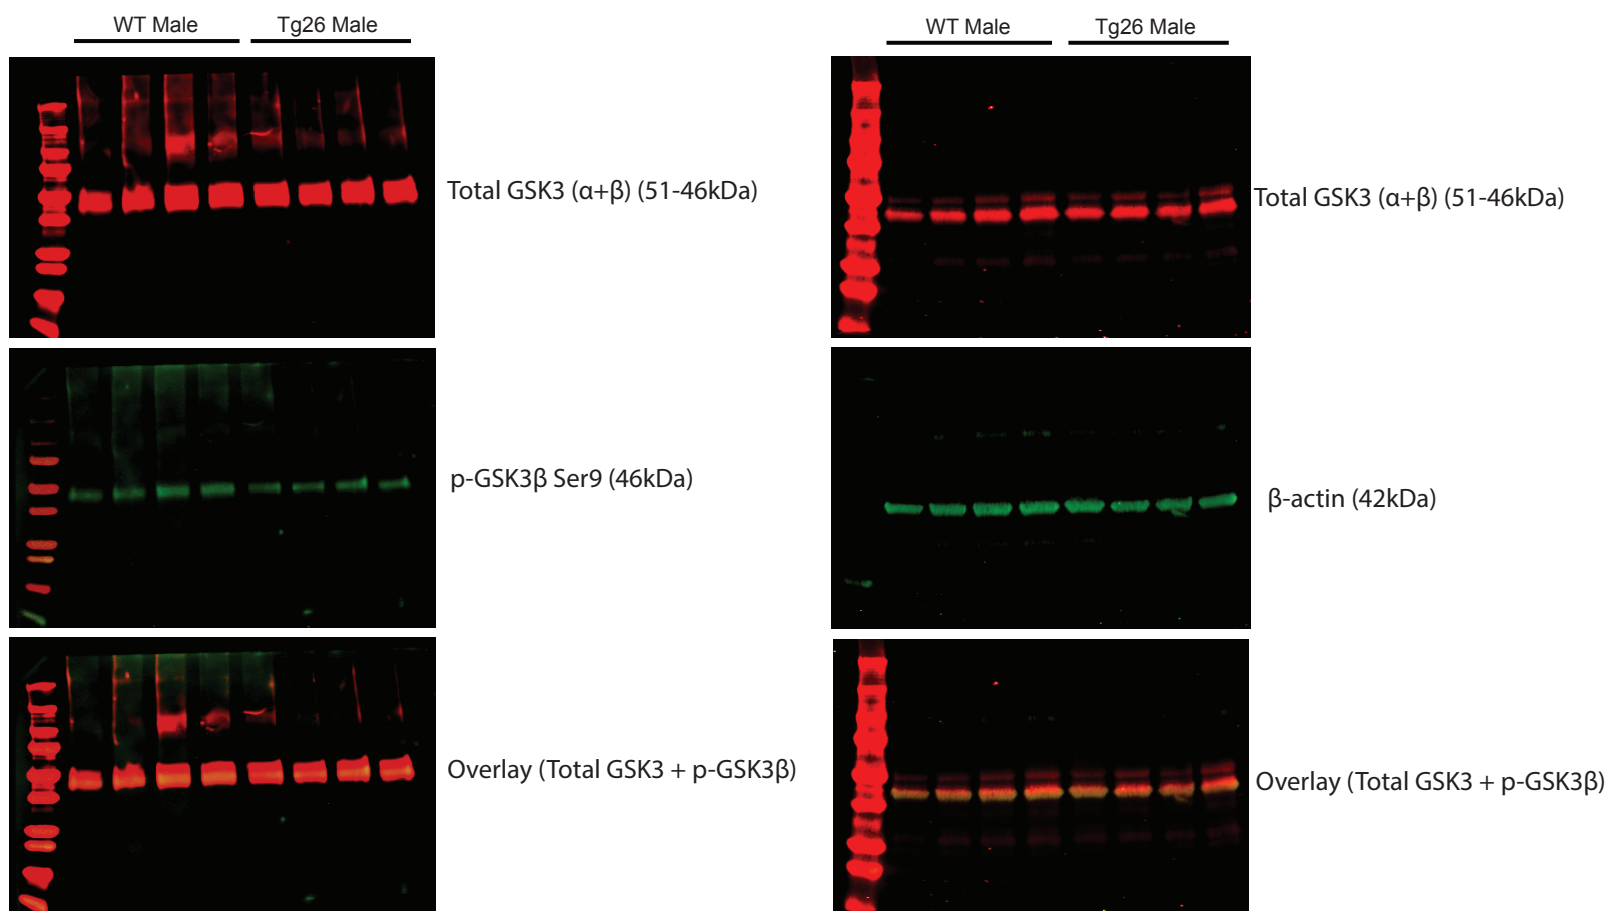 WT Male Tg26 Male
Total GSK3 (α+β) (51-46kDa)
p-GSK3β Ser9 (46kDa)
Overlay (Total GSK3 + p-GSK3β)
WT Male Tg26 Male
Total GSK3 (α+β) (51-46kDa)
β-actin (42kDa)
Overlay (Total GSK3 + p-GSK3β)